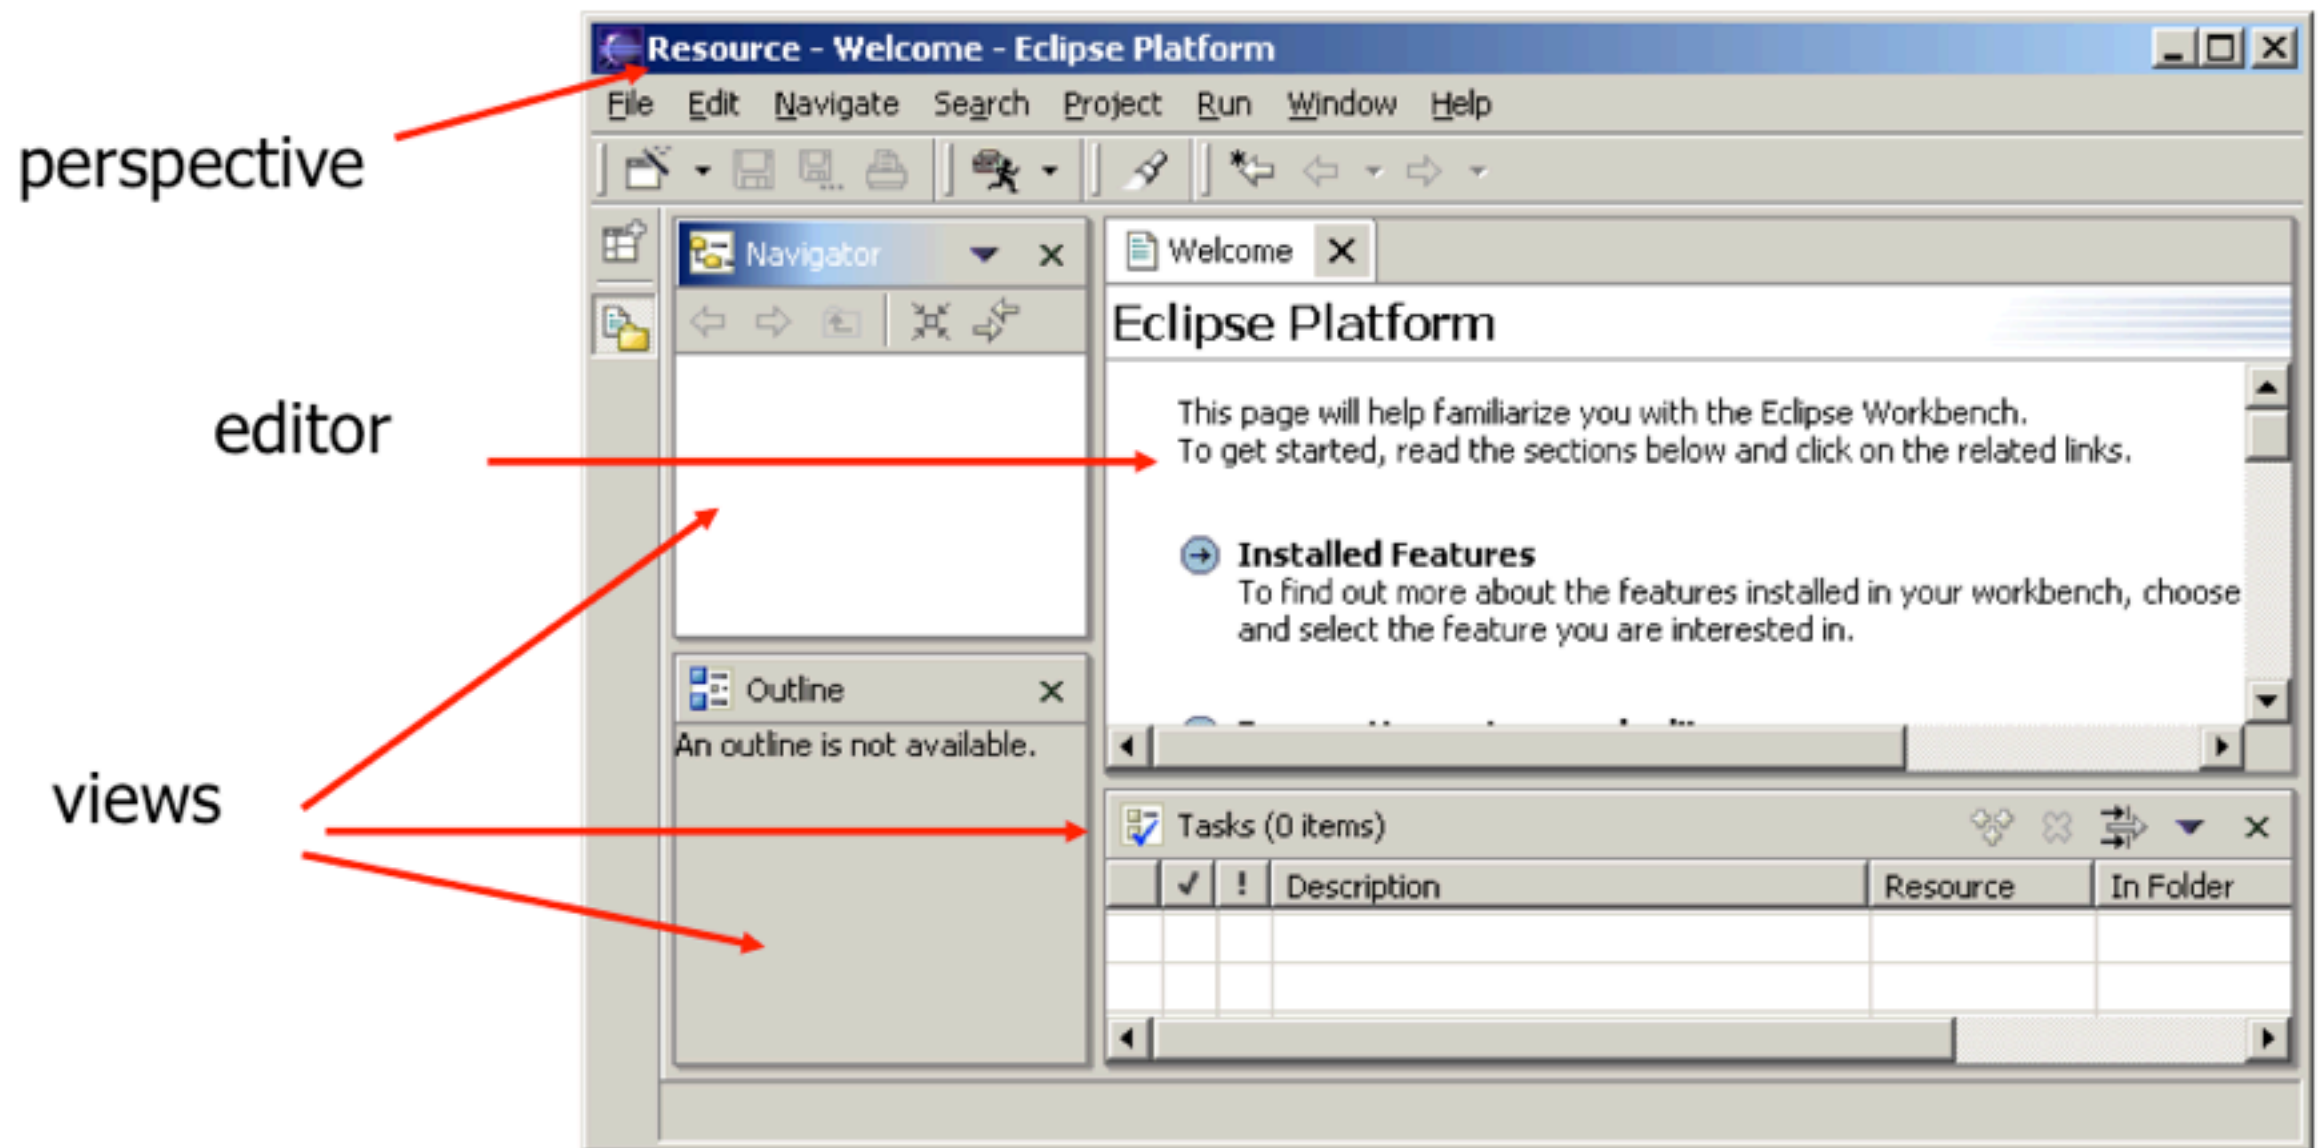 Resource - Welcome - Eclipse Platform
File Edit Navigate Search Project Run Window Help
perspective
Navigator
Welcome
Eclipse Platform
This page will help familiarize you with the Eclipse Workbench.
To get started, read the sections below and click on the related links.
editor
Installed Features
To find out more about the features installed in your workbench, choose
and select the feature you are interested in.
Outline
An outline is not available.
views
Tasks (0 items)
! Description Resource In Folder